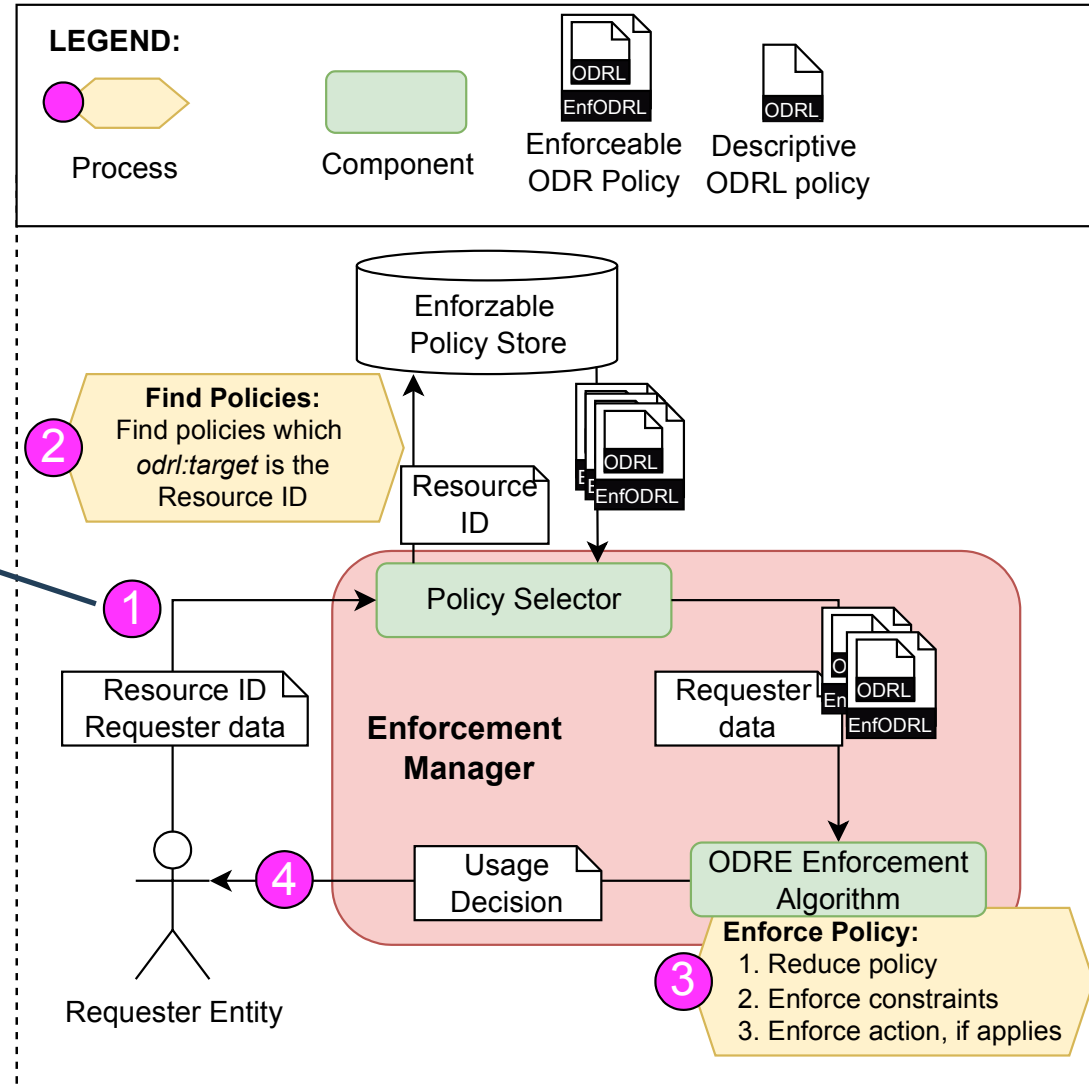 LEGEND:
Process
Component
ODRL
EnfODRL
Enforceable
ODR Policy
ODRL
Descriptive
ODRL policy
Enforzable
Policy Store
2
Find Policies:
Find policies which
odrl:target is the
Resource ID
Resource
ID
ODRL
E
E
EnfODRL
1
Policy Selector
Resource ID
Requester data
Enforcement
Manager
Requester
data
O
En
ODRL
EnfODRL
4
Usage
Decision
ODRE Enforcement
Algorithm
3
Enforce Policy:
1. Reduce policy
2. Enforce constraints
3. Enforce action, if applies
Requester Entity